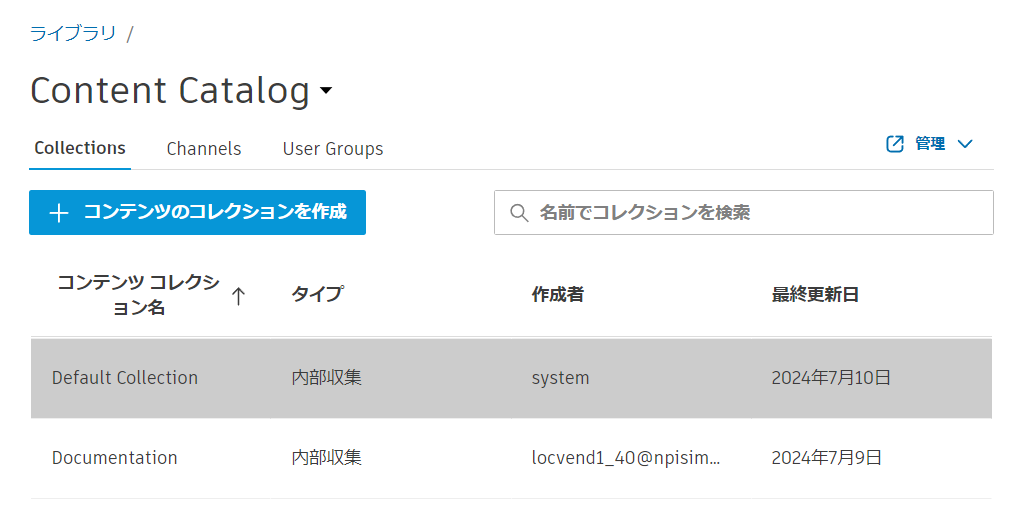 ライブラリ /
Content Catalog
Collections Channels User Groups 管理
コンテンツのコレクションを作成 名前でコレクションを検索
コンテンツ コレクシ
ョン名 タイプ 作成者 最終更新日
Default Collection 内部収集 system 2024年7月10日
Documentation 内部収集 locvend1_40@npisim... 2024年7月9日